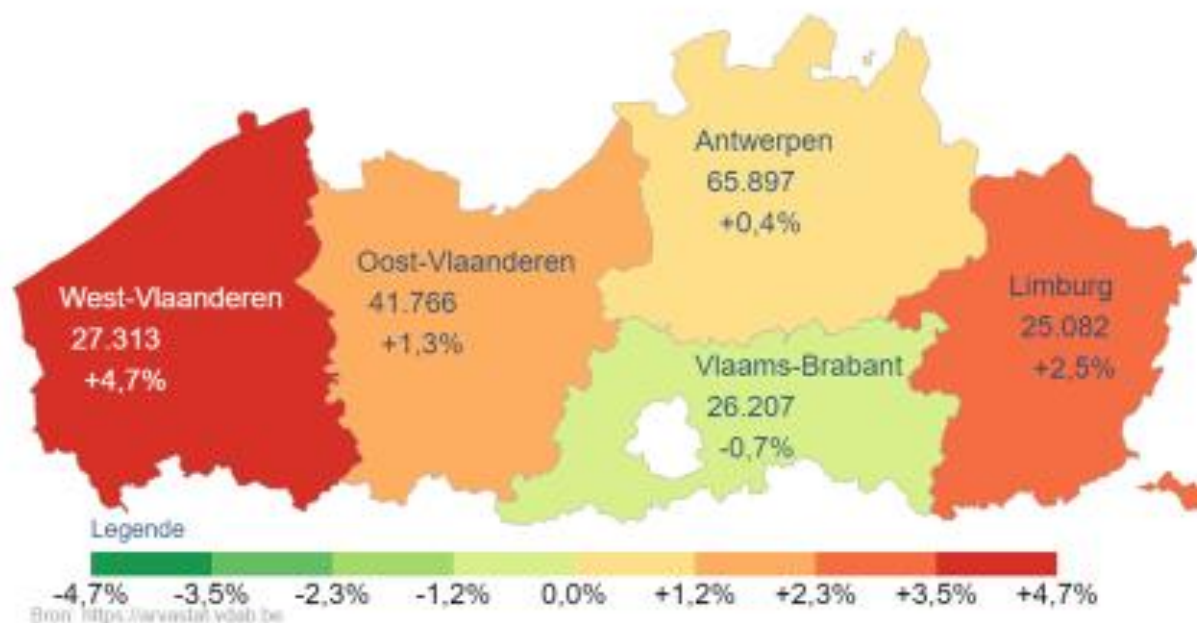 Antwerpen
65.897
+0,4%
Oost-Vlaanderen
41.766
+1,3%
West-Vlaanderen
27.313
+4,7%
Limburg
25.082
+2,5%
Vlaams-Brabant
26.207
-0,7%
Legende
-4,7% -3,5% -2,3% -1,2% 0,0% +1,2% +2,3% +3,5% +4,7%
Bron: https://arvastat.vdab.be